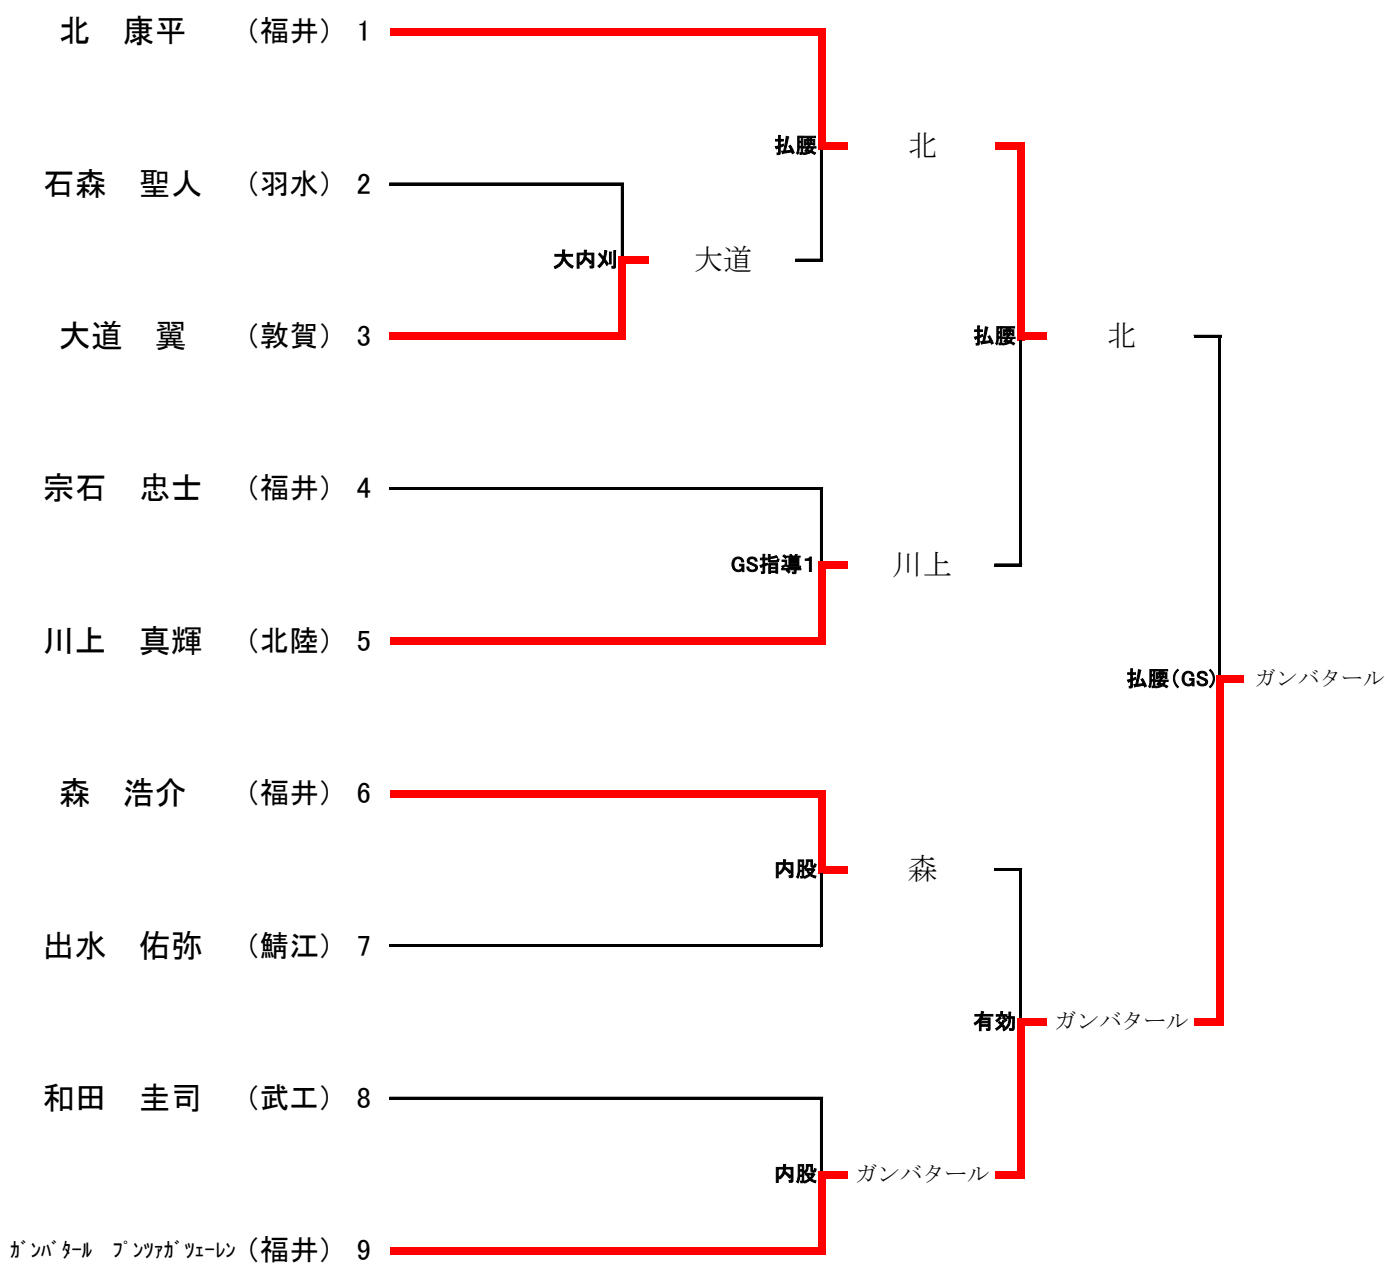 北　康平　（福井）　1
払腰　北
石森　聖人　（羽水）　2
大内刈　大道
大道　翼　（敦賀）　3
払腰　北
宗石　忠士　（福井）　4
GS指導1　川上
川上　真輝　（北陸）　5
払腰(GS)　ガンバタール
森　浩介　（福井）　6
内股　森
出水　佑弥　（鯖江）　7
有効　ガンバタール
和田　圭司　（武工）　8
内股　ガンバタール
ｶﾞﾝﾊﾞﾀｰﾙ　ﾌﾟﾝﾂｧｶﾞﾂェｰﾚﾝ（福井）　9